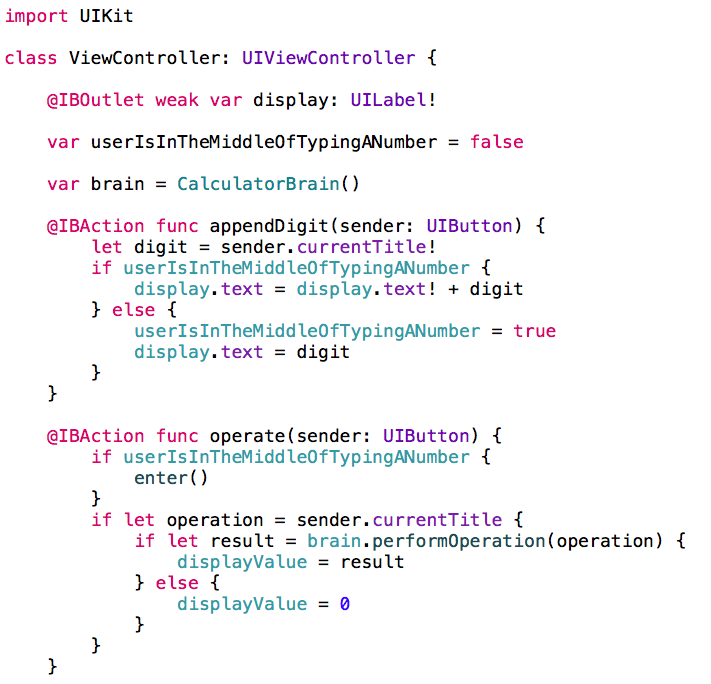 import UIKit
class ViewController: UIViewController {
@IBOutlet weak var display: UILabel!
var userIsInTheMiddleOfTypingANumber = false
var brain = CalculatorBrain()
@IBAction func appendDigit(sender: UIButton) {
let digit = sender.currentTitle!
if userIsInTheMiddleOfTypingANumber {
display.text = display.text! + digit
} else {
userIsInTheMiddleOfTypingANumber = true
display.text = digit
}
}
@IBAction func operate(sender: UIButton) {
if userIsInTheMiddleOfTypingANumber {
enter()
}
if let operation = sender.currentTitle {
if let result = brain.performOperation(operation) {
displayValue = result
} else {
displayValue = 0
}
}
}